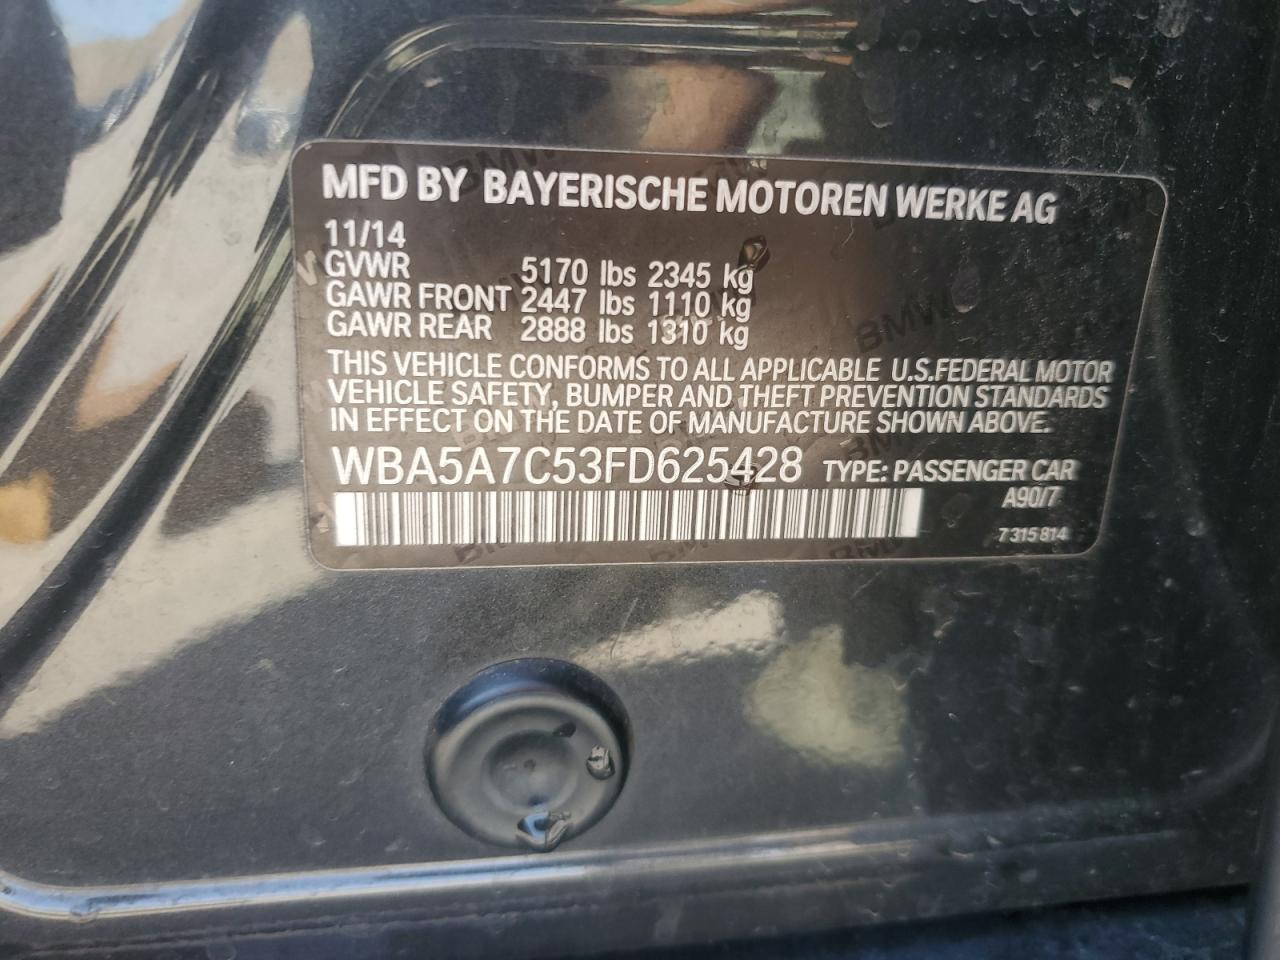 MFD BY BAYERISCHE MOTOREN WERKE AG
11/14
GVWR 5170 lbs 2345 kg
GAWR FRONT 2447 lbs 1110 kg
GAWR REAR 2888 lbs 1310 kg
THIS VEHICLE CONFORMS TO ALL APPLICABLE U.S.FEDERAL MOTOR
VEHICLE SAFETY, BUMPER AND THEFT PREVENTION STANDARDS
IN EFFECT ON THE DATE OF MANUFACTURE SHOWN ABOVE.
WBA5A7C53FD625428 TYPE: PASSENGER CAR
A90/7
7 315 814